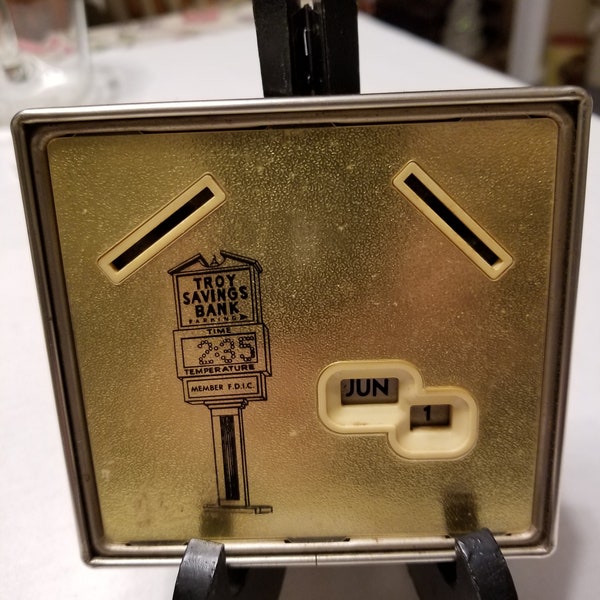 TROY
SAVINGS
BANK
PARKING
TIME
2:35
TEMPERATURE
MEMBER F.D.I.C.
JUN
1